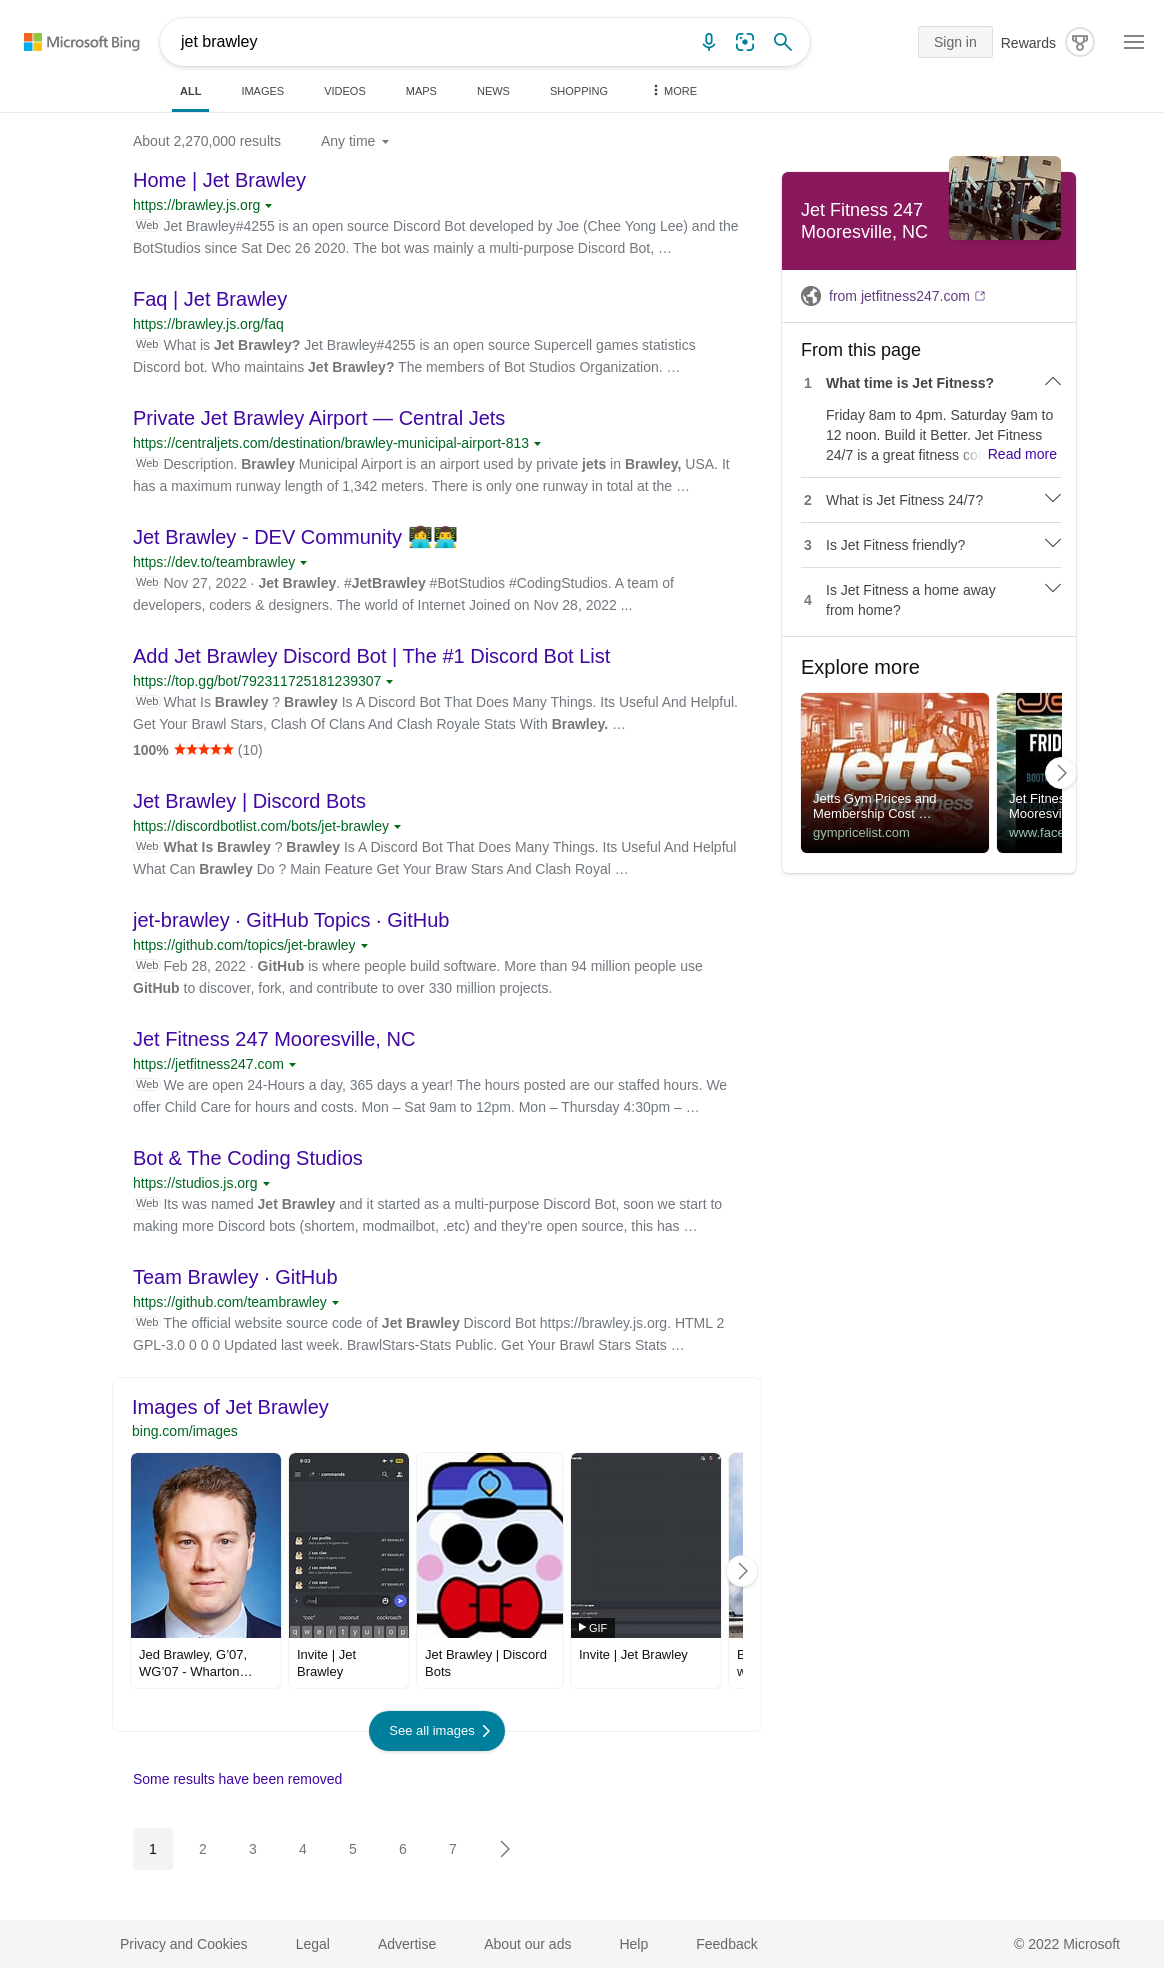 Microsoft Bing
jet brawley
Sign in
Rewards
ALL
IMAGES
VIDEOS
MAPS
NEWS
SHOPPING
MORE
About 2,270,000 results
Any time
Home | Jet Brawley
https://brawley.js.org
Web Jet Brawley#4255 is an open source Discord Bot developed by Joe (Chee Yong Lee) and the
BotStudios since Sat Dec 26 2020. The bot was mainly a multi-purpose Discord Bot, …
Faq | Jet Brawley
https://brawley.js.org/faq
Web What is Jet Brawley? Jet Brawley#4255 is an open source Supercell games statistics
Discord bot. Who maintains Jet Brawley? The members of Bot Studios Organization. …
Private Jet Brawley Airport — Central Jets
https://centraljets.com/destination/brawley-municipal-airport-813
Web Description. Brawley Municipal Airport is an airport used by private jets in Brawley, USA. It
has a maximum runway length of 1,342 meters. There is only one runway in total at the …
Jet Brawley - DEV Community 👩‍💻👨‍💻
https://dev.to/teambrawley
Web Nov 27, 2022 · Jet Brawley. #JetBrawley #BotStudios #CodingStudios. A team of
developers, coders & designers. The world of Internet Joined on Nov 28, 2022 ...
Add Jet Brawley Discord Bot | The #1 Discord Bot List
https://top.gg/bot/792311725181239307
Web What Is Brawley ? Brawley Is A Discord Bot That Does Many Things. Its Useful And Helpful.
Get Your Brawl Stars, Clash Of Clans And Clash Royale Stats With Brawley. …
100% ★★★★★ (10)
Jet Brawley | Discord Bots
https://discordbotlist.com/bots/jet-brawley
Web What Is Brawley ? Brawley Is A Discord Bot That Does Many Things. Its Useful And Helpful
What Can Brawley Do ? Main Feature Get Your Braw Stars And Clash Royal …
jet-brawley · GitHub Topics · GitHub
https://github.com/topics/jet-brawley
Web Feb 28, 2022 · GitHub is where people build software. More than 94 million people use
GitHub to discover, fork, and contribute to over 330 million projects.
Jet Fitness 247 Mooresville, NC
https://jetfitness247.com
Web We are open 24-Hours a day, 365 days a year! The hours posted are our staffed hours. We
offer Child Care for hours and costs. Mon – Sat 9am to 12pm. Mon – Thursday 4:30pm – …
Bot & The Coding Studios
https://studios.js.org
Web Its was named Jet Brawley and it started as a multi-purpose Discord Bot, soon we start to
making more Discord bots (shortem, modmailbot, .etc) and they're open source, this has …
Team Brawley · GitHub
https://github.com/teambrawley
Web The official website source code of Jet Brawley Discord Bot https://brawley.js.org. HTML 2
GPL-3.0 0 0 0 Updated last week. BrawlStars-Stats Public. Get Your Brawl Stars Stats …
Images of Jet Brawley
bing.com/images
9:03
commands
/ coc profile
/ coc clan
/ coc members
/ coc save
JET BRAWLEY
JET BRAWLEY
JET BRAWLEY
JET BRAWLEY
/coc
"coc" coconut cockroach
q w e r t y u i o p
GIF
Jed Brawley, G’07,
WG’07 - Wharton…
Invite | Jet
Brawley
Jet Brawley | Discord
Bots
Invite | Jet Brawley
See all images
Some results have been removed
1 2 3 4 5 6 7
Jet Fitness 247
Mooresville, NC
from jetfitness247.com
From this page
1 What time is Jet Fitness?
Friday 8am to 4pm. Saturday 9am to
12 noon. Build it Better. Jet Fitness
24/7 is a great fitness co Read more
2 What is Jet Fitness 24/7?
3 Is Jet Fitness friendly?
4 Is Jet Fitness a home away
from home?
Explore more
jetts
24 hour fitness
Jetts Gym Prices and
Membership Cost …
gympricelist.com
FRID
BOOT
Jet Fitnes
Mooresvi
www.face
Privacy and Cookies
Legal
Advertise
About our ads
Help
Feedback
© 2022 Microsoft